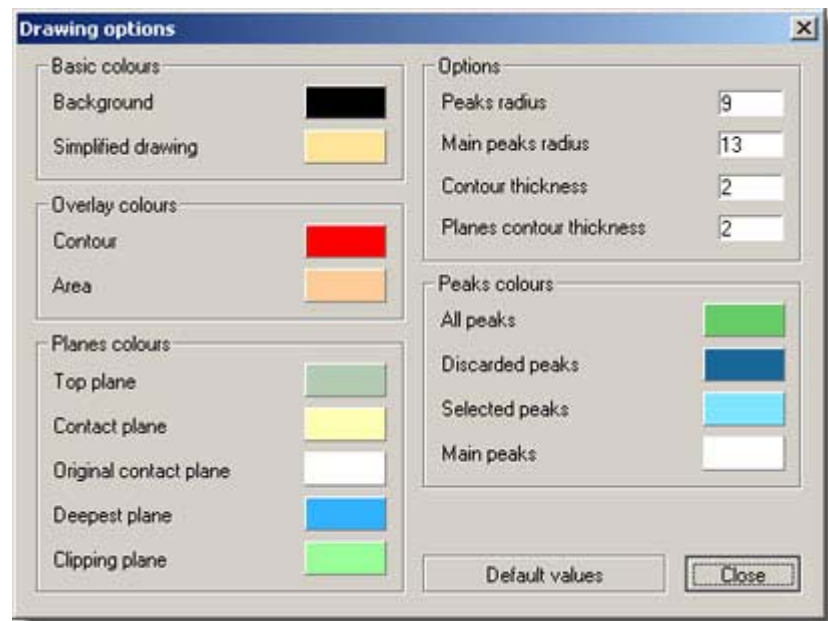 Drawing options
Basic colours
Background
Simplified drawing
Overlay colours
Contour
Area
Planes colours
Top plane
Contact plane
Original contact plane
Deepest plane
Clipping plane
Options
Peaks radius 9
Main peaks radius 13
Contour thickness 2
Planes contour thickness 2
Peaks colours
All peaks
Discarded peaks
Selected peaks
Main peaks
Default values
Close